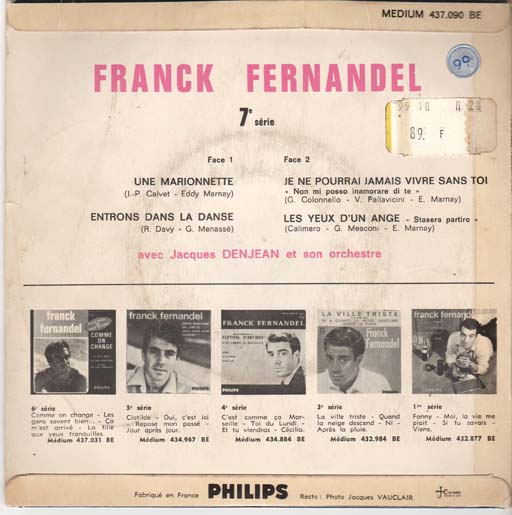 MEDIUM 437.090 BE
FRANCK FERNANDEL
7e série
Face 1
UNE MARIONNETTE
(J.-P. Calvet - Eddy Marnay)
ENTRONS DANS LA DANSE
(R. Davy - G. Menassé)
Face 2
JE NE POURRAI JAMAIS VIVRE SANS TOI
« Non mi posso inamorare di te »
(G. Colonnello - V. Pallavicini - E. Marnay)
LES YEUX D'UN ANGE - Stasera partiro »
(Calimero - G. Mesconi - E. Marnay)
avec Jacques DENJEAN et son orchestre
99
89. F
franck fernandel
COMME ON CHANGE
franck fernandel
PHILIPS
FRANCK FERNANDEL
PHILIPS
LA VILLE TRISTE
Franck Fernandel
PHILIPS
franck fernandel
6e série
Comme on change - Les
gens savent bien... - Ça
m'est arrivé - La fille
aux yeux tranquilles.
Médium 437.031 BE
5e série
Clotilde - Oui, c'est ici
- Repose mon passé -
Jour après jour.
Médium 434.967 BE
4e série
C'est comme ça Mar-
seille - Toi du Lundi -
Et tu viendras - Cécilia.
Médium 434.884 BE
3e série
La ville triste - Quand
la neige descend - Ni -
Après la pluie.
Médium 432.984 BE
1re série
Fanny - Moi, la vie me
plait - Si tu savais -
Viens.
Médium 432.877 BE
Fabriqué en France
PHILIPS
Recto : Photo Jacques VAUCLAIR